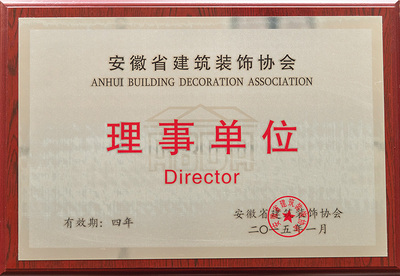 安徽省建筑装饰协会
ANHUI BUILDING DECORATION ASSOCIATION
理事单位
Director
有效期：四年
安徽省建筑装饰协会
二〇一五年一月